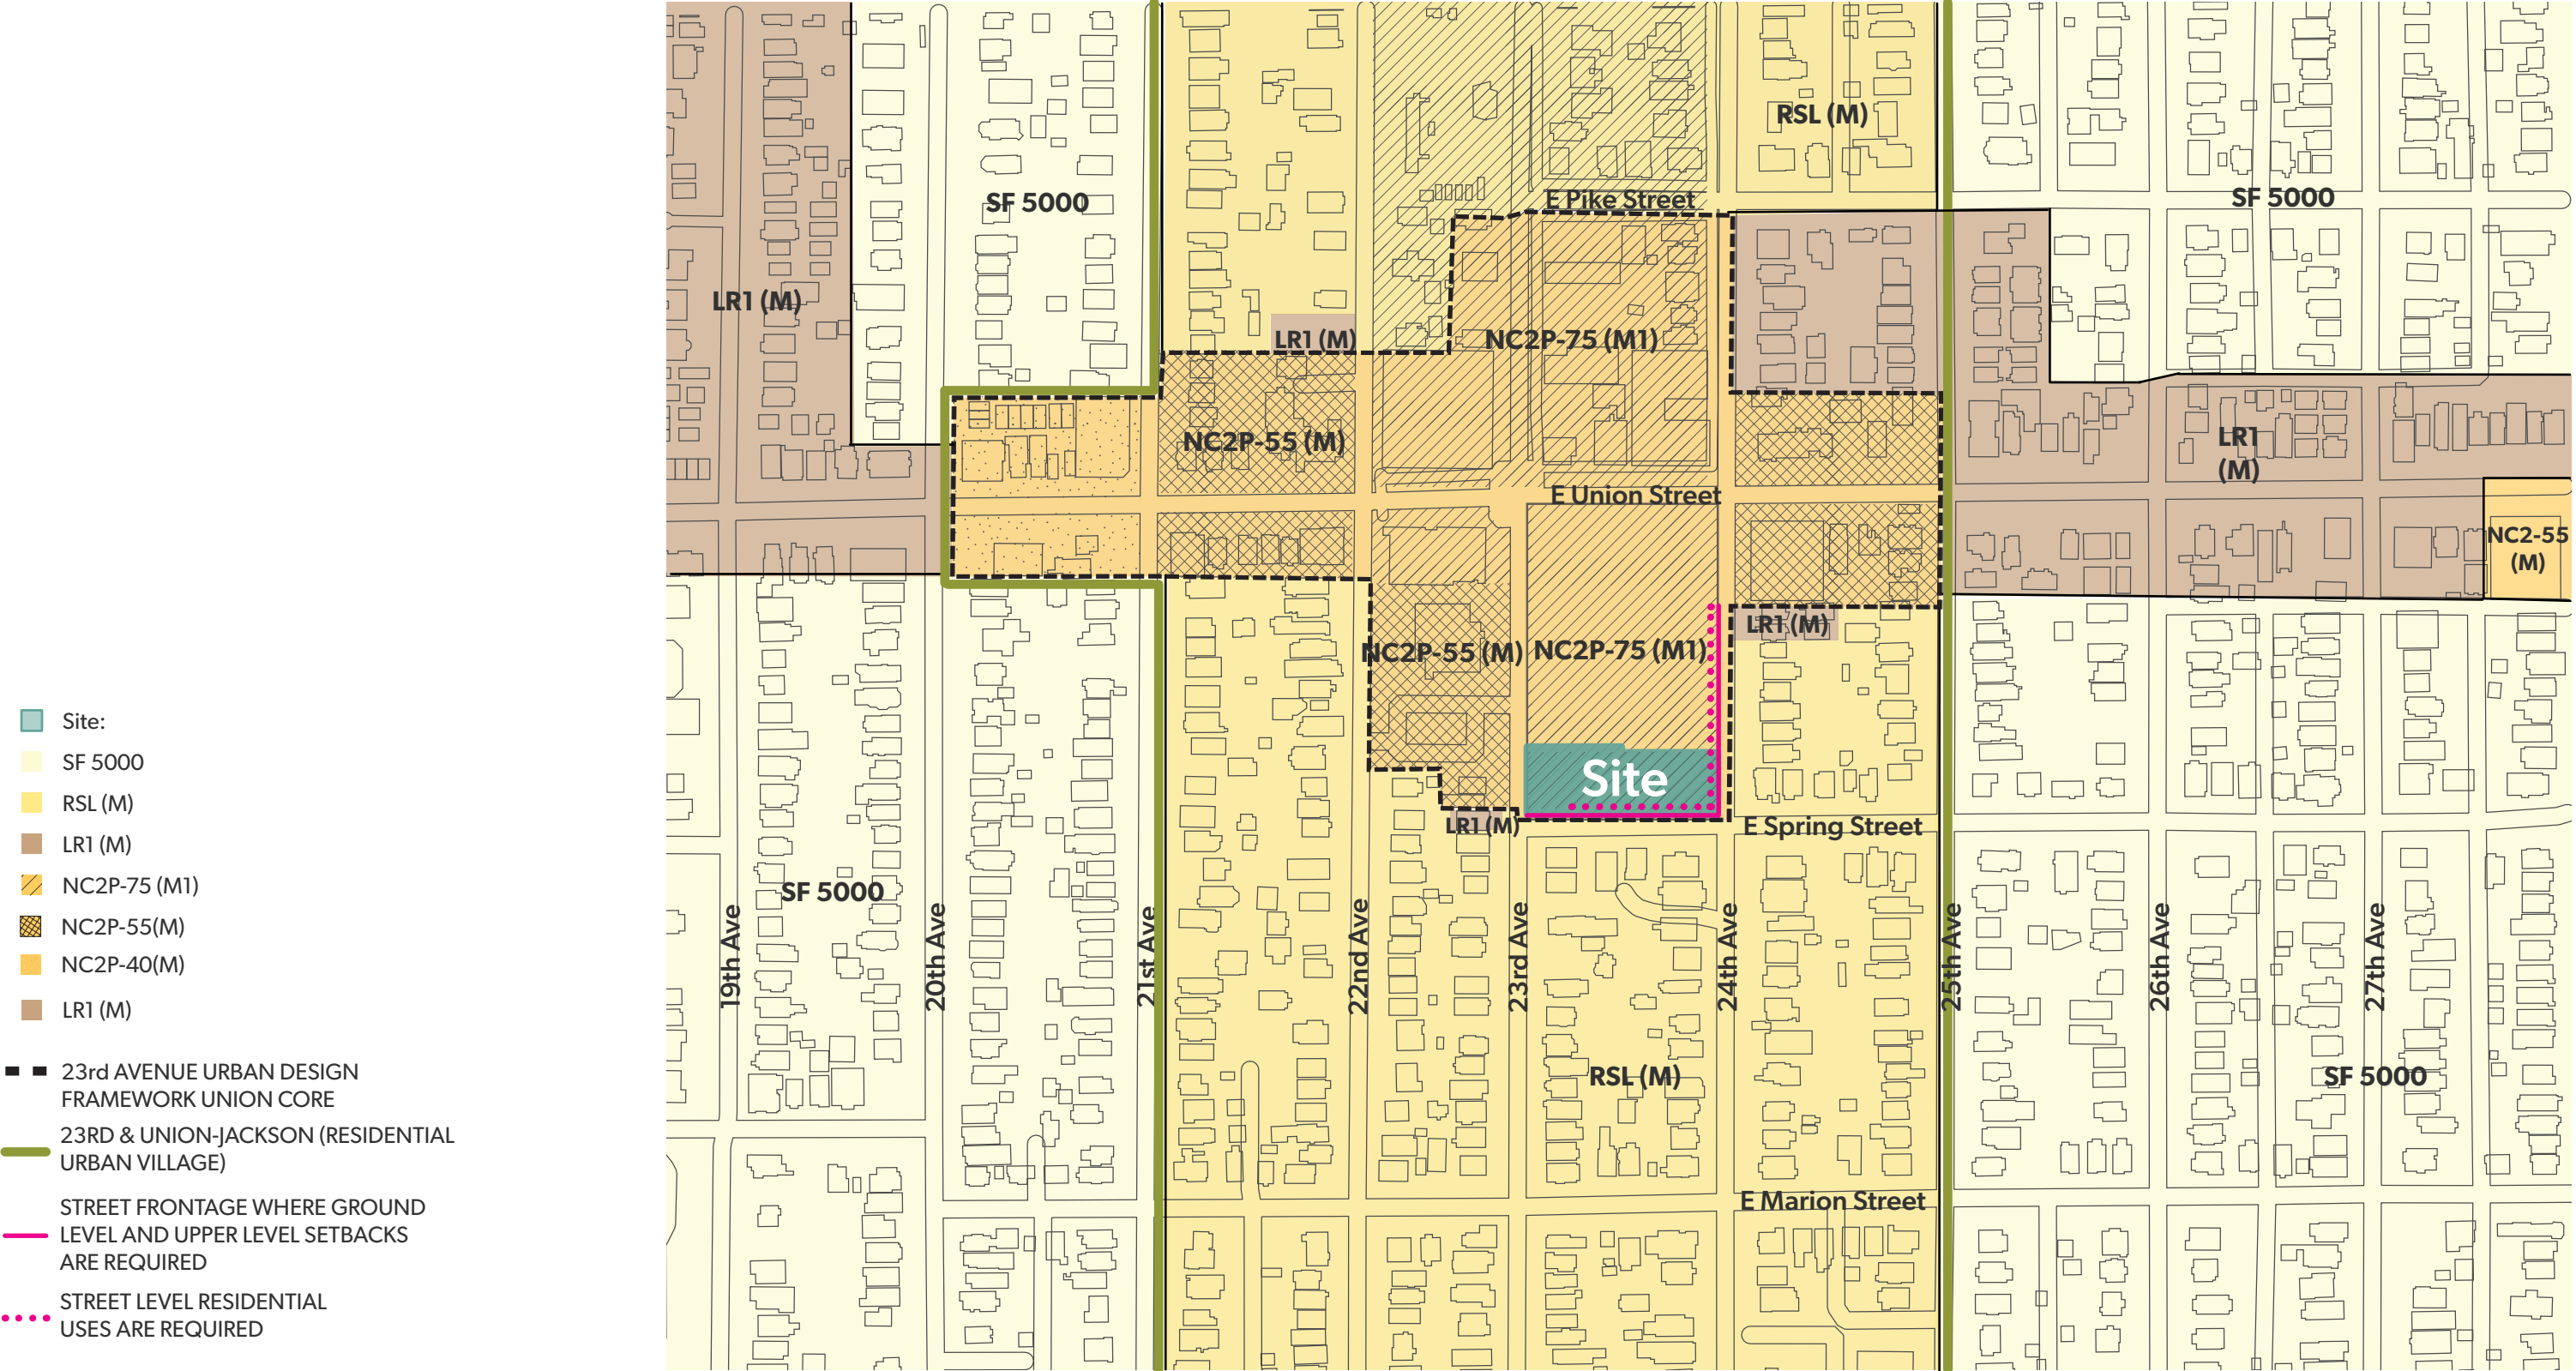 Site:
SF 5000
RSL (M)
LR1 (M)
NC2P-75 (M1)
NC2P-55(M)
NC2P-40(M)
LR1 (M)
23rd AVENUE URBAN DESIGN
FRAMEWORK UNION CORE
23RD & UNION-JACKSON (RESIDENTIAL
URBAN VILLAGE)
STREET FRONTAGE WHERE GROUND
LEVEL AND UPPER LEVEL SETBACKS
ARE REQUIRED
STREET LEVEL RESIDENTIAL
USES ARE REQUIRED
RSL (M)
SF 5000
E Pike Street
SF 5000
LR1 (M)
LR1 (M)
NC2P-75 (M1)
NC2P-55 (M)
LR1
(M)
E Union Street
NC2-55
(M)
LR1 (M)
NC2P-55 (M)
NC2P-75 (M1)
Site
LR1 (M)
E Spring Street
SF 5000
19th Ave
20th Ave
21st Ave
22nd Ave
23rd Ave
24th Ave
25th Ave
26th Ave
27th Ave
RSL (M)
SF 5000
E Marion Street